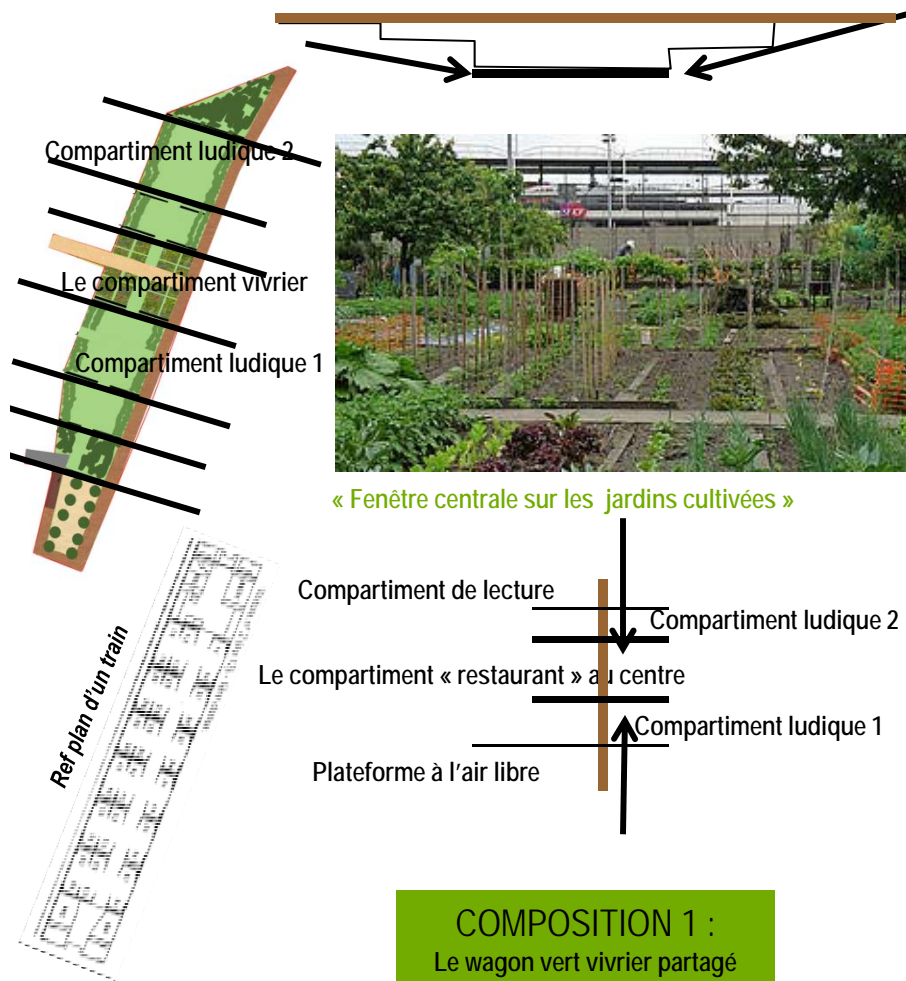 Compartiment ludique 2
Le compartiment vivrier
Compartiment ludique 1
« Fenêtre centrale sur les jardins cultivées »
Ref plan d'un train
Compartiment de lecture
Compartiment ludique 2
Le compartiment « restaurant » au centre
Compartiment ludique 1
Plateforme à l'air libre
COMPOSITION 1 :
Le wagon vert vivrier partagé